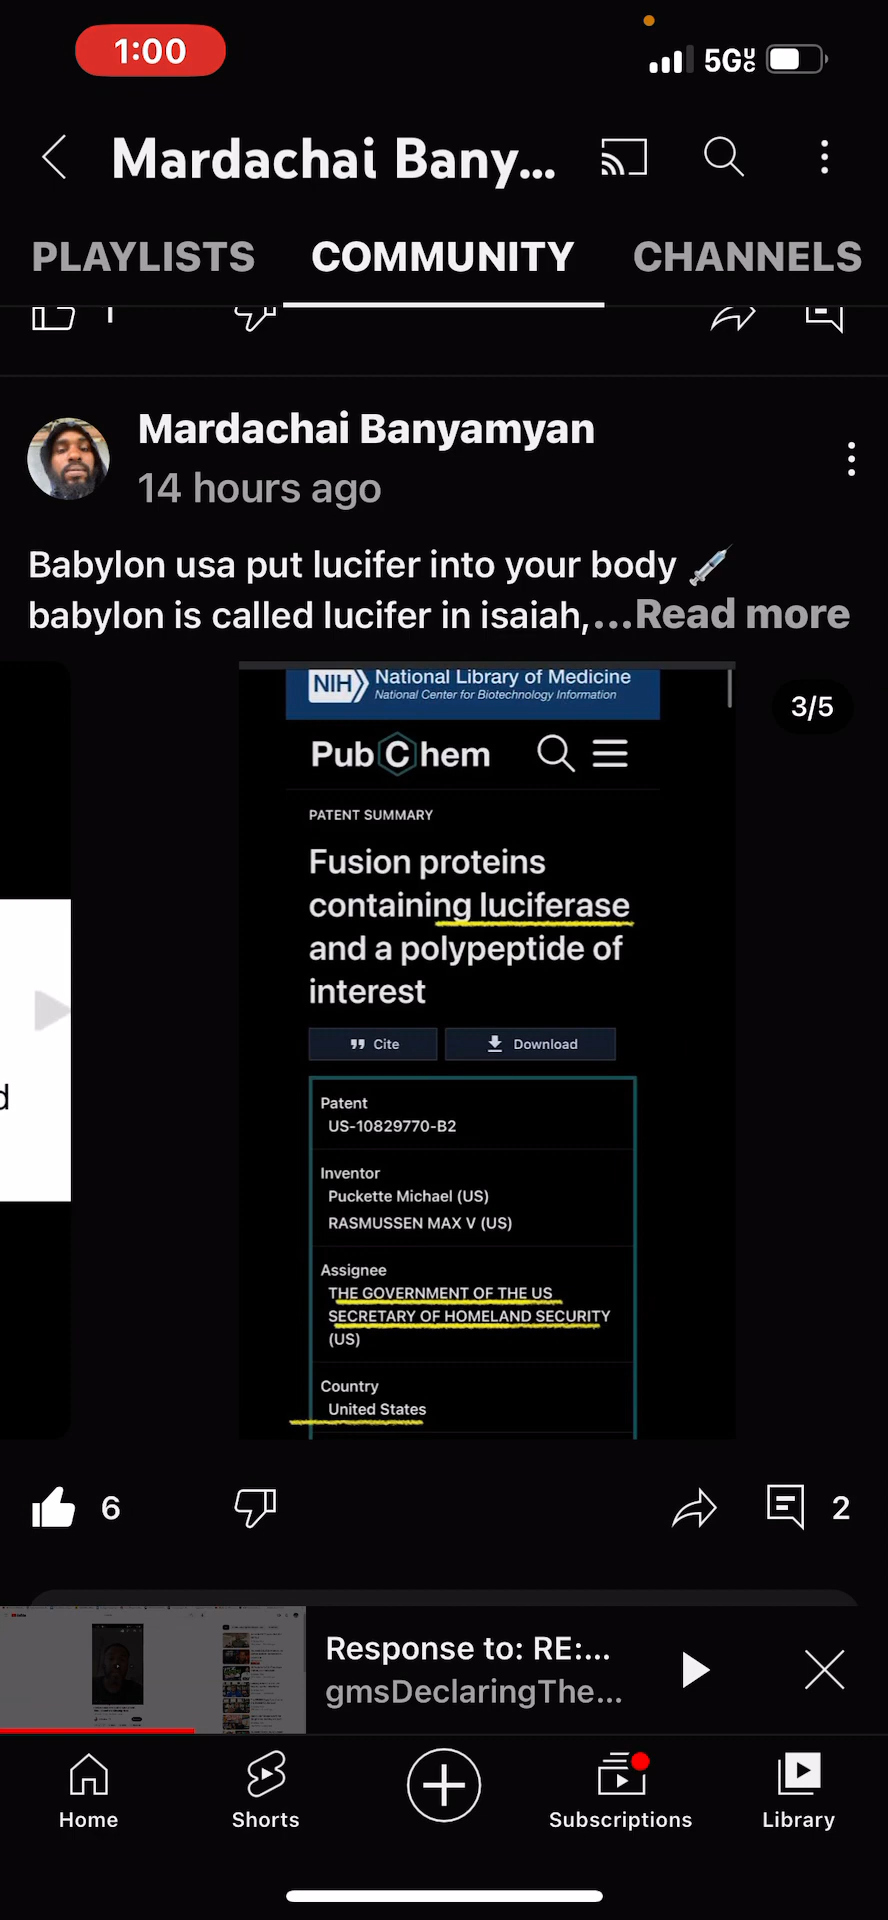 1:00
5G UC
Mardachai Bany...
PLAYLISTS COMMUNITY CHANNELS
Mardachai Banyamyan
14 hours ago
Babylon usa put lucifer into your body 💉
babylon is called lucifer in isaiah,...Read more
3/5
NIH National Library of Medicine
National Center for Biotechnology Information
PubChem
PATENT SUMMARY
Fusion proteins
containing luciferase
and a polypeptide of
interest
Cite Download
Patent
US-10829770-B2
Inventor
Puckette Michael (US)
RASMUSSEN MAX V (US)
Assignee
THE GOVERNMENT OF THE US
SECRETARY OF HOMELAND SECURITY
(US)
Country
United States
d
6 2
Response to: RE:...
gmsDeclaringThe...
Home Shorts Subscriptions Library